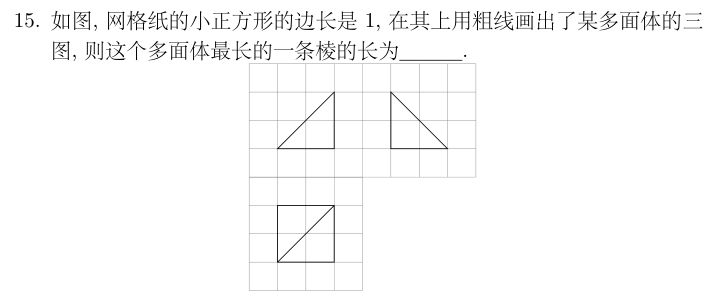 15. 如图, 网格纸的小正方形的边长是 1, 在其上用粗线画出了某多面体的三
图, 则这个多面体最长的一条棱的长为______.